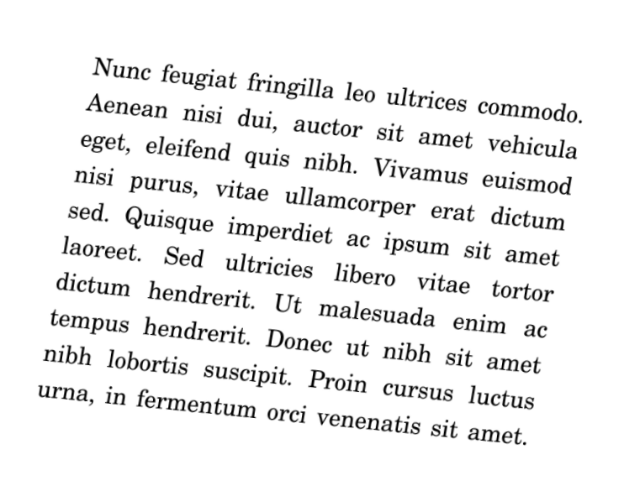 Nunc feugiat fringilla leo ultrices commodo.
Aenean nisi dui, auctor sit amet vehicula
eget, eleifend quis nibh. Vivamus euismod
nisi purus, vitae ullamcorper erat dictum
sed. Quisque imperdiet ac ipsum sit amet
laoreet. Sed ultricies libero vitae tortor
dictum hendrerit. Ut malesuada enim ac
tempus hendrerit. Donec ut nibh sit amet
nibh lobortis suscipit. Proin cursus luctus
urna, in fermentum orci venenatis sit amet.